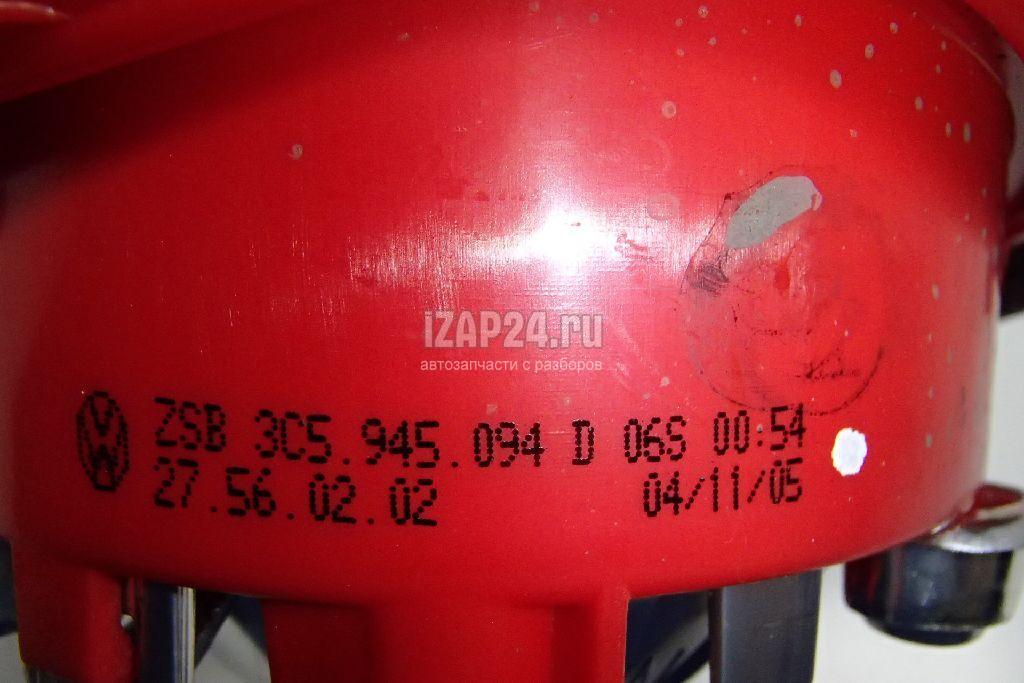 iZAP24.ru
автозапчасти с разборов
ZSB 3C5.945.094 D 06S 00:54
27.56.02.02 04/11/05